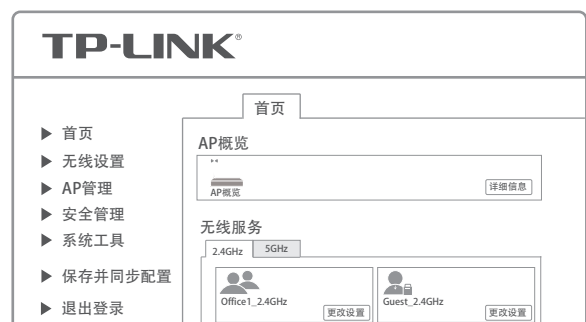 TP-LINK®
首页
无线设置
AP管理
安全管理
系统工具
保存并同步配置
退出登录
首页
AP概览
AP概览
详细信息
无线服务
2.4GHz 5GHz
Office1_2.4GHz
更改设置
Guest_2.4GHz
更改设置